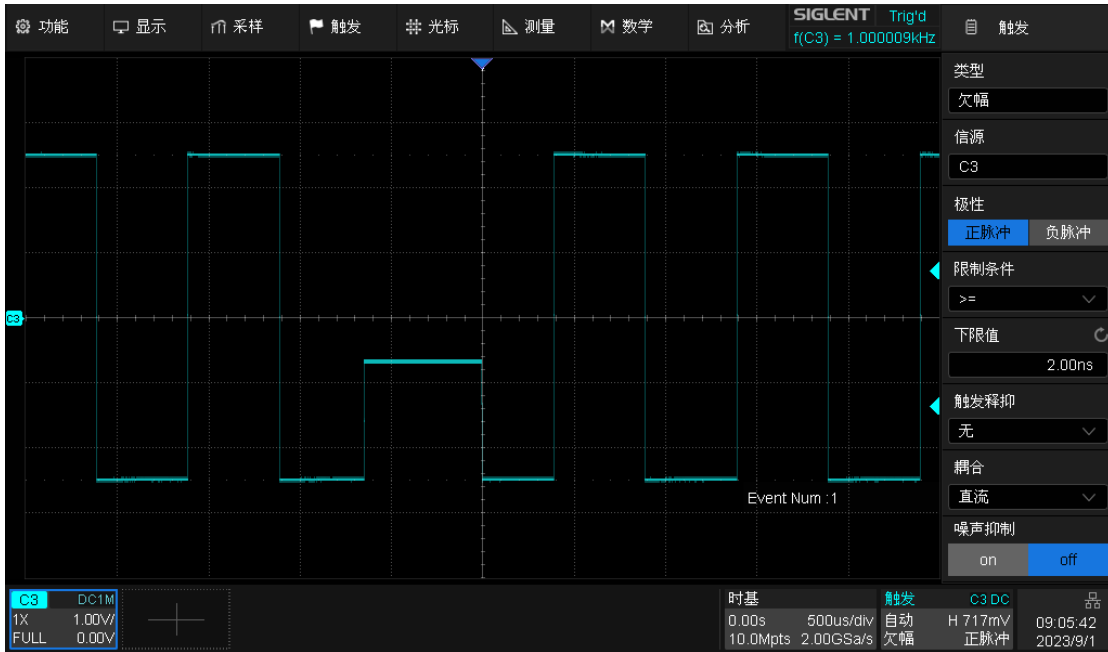 功能 显示 采样 触发 光标 测量 数学 分析 SIGLENT Trig'd
f(C3) = 1.000009kHz
触发
类型
欠幅
信源
C3
极性
正脉冲 负脉冲
限制条件
>=
下限值
2.00ns
触发释抑
无
耦合
直流
噪声抑制
on off
C3
Event Num :1
C3 DC1M
1X 1.00V/
FULL 0.00V
时基
0.00s 500us/div
10.0Mpts 2.00GSa/s
触发 C3 DC
自动 H 717mV
欠幅 正脉冲
09:05:42
2023/9/1